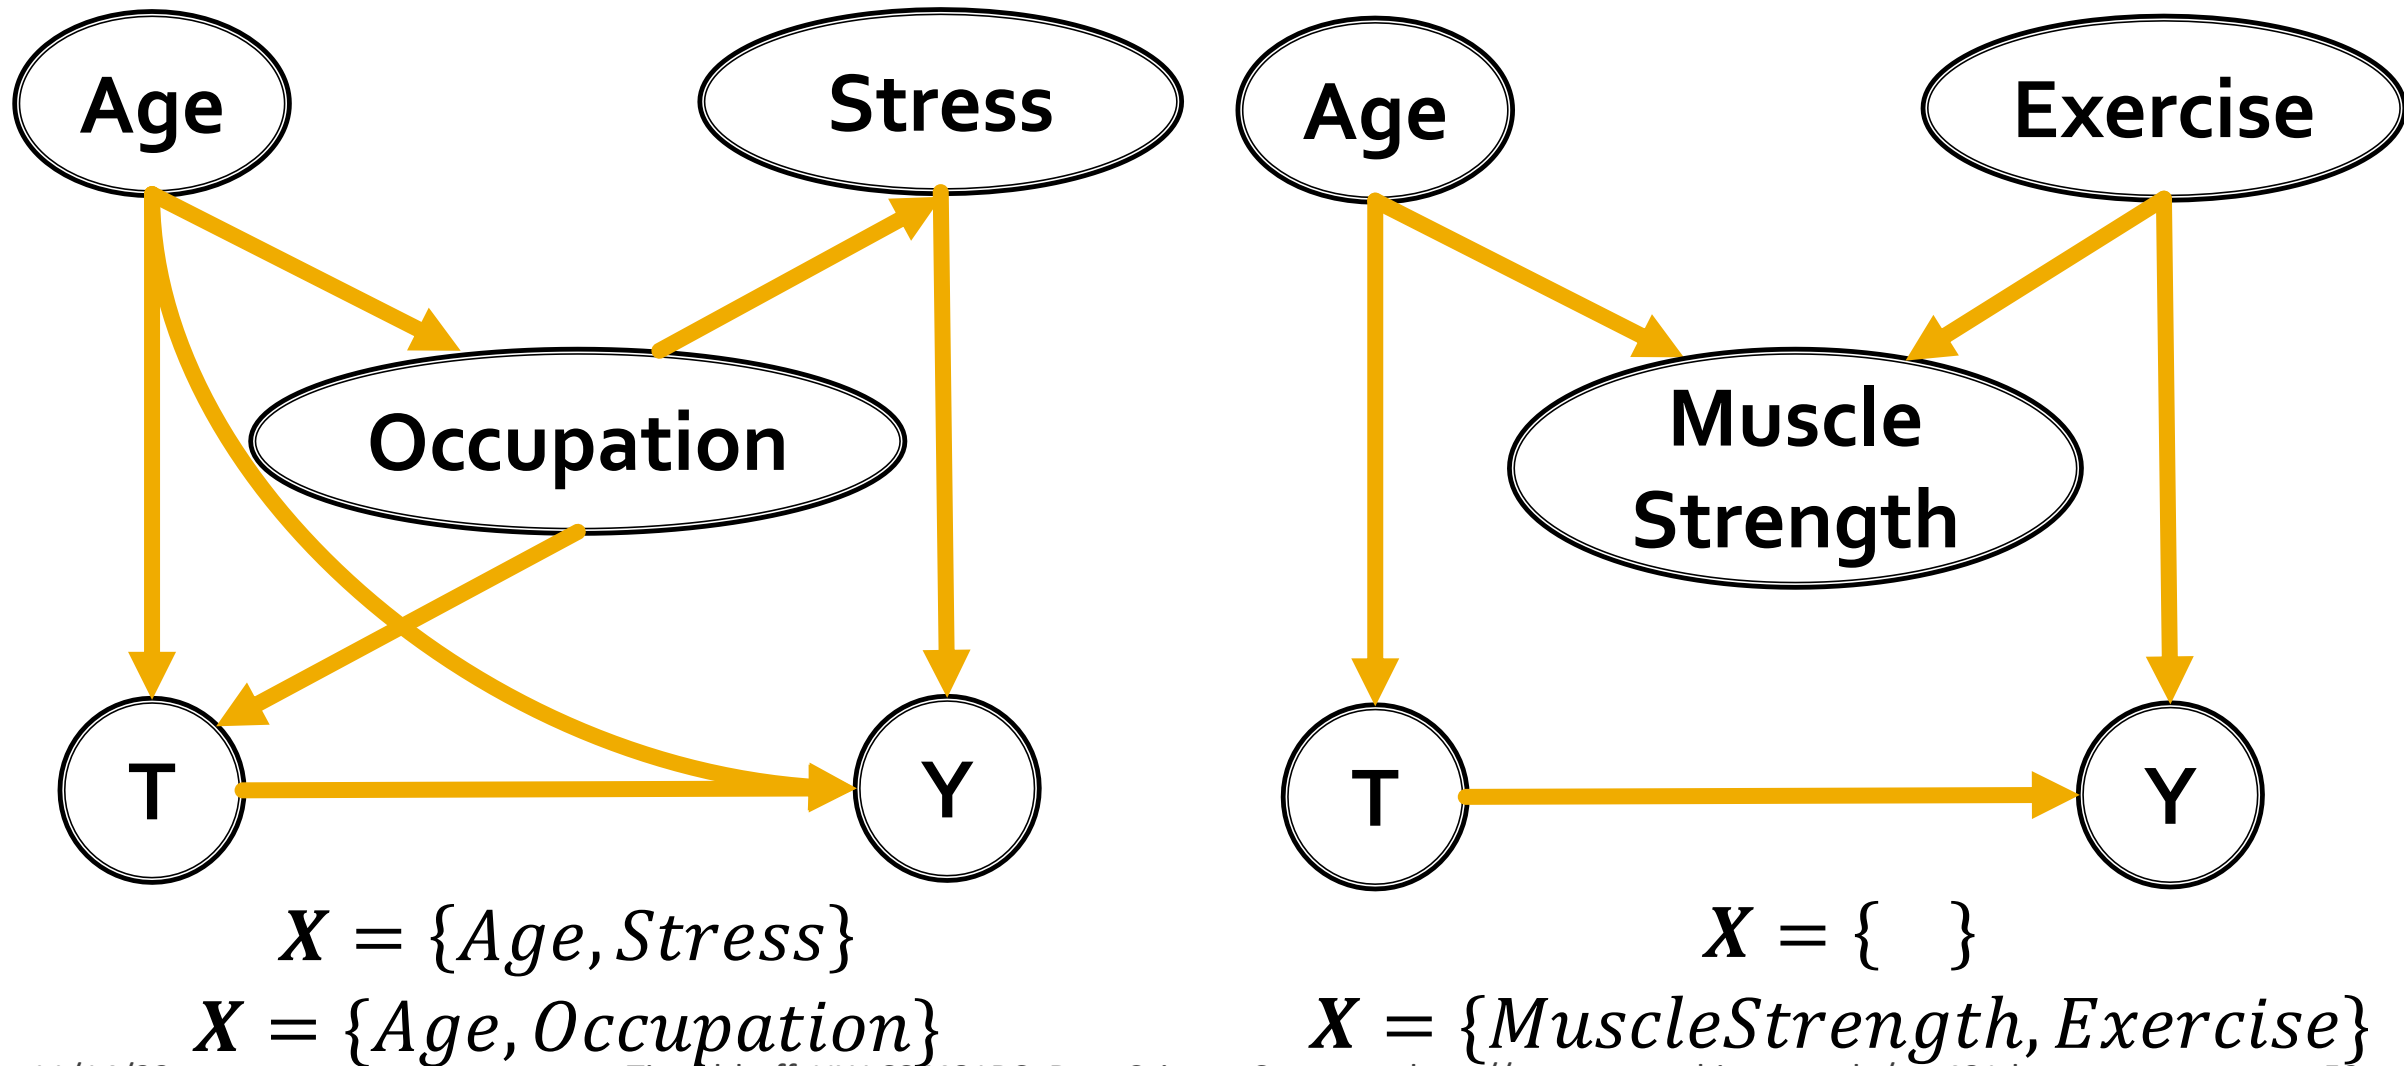 Age
Stress
Occupation
T
Y
X = {Age, Stress}
X = {Age, Occupation}
Age
Exercise
Muscle
Strength
T
Y
X = { }
X = {MuscleStrength, Exercise}